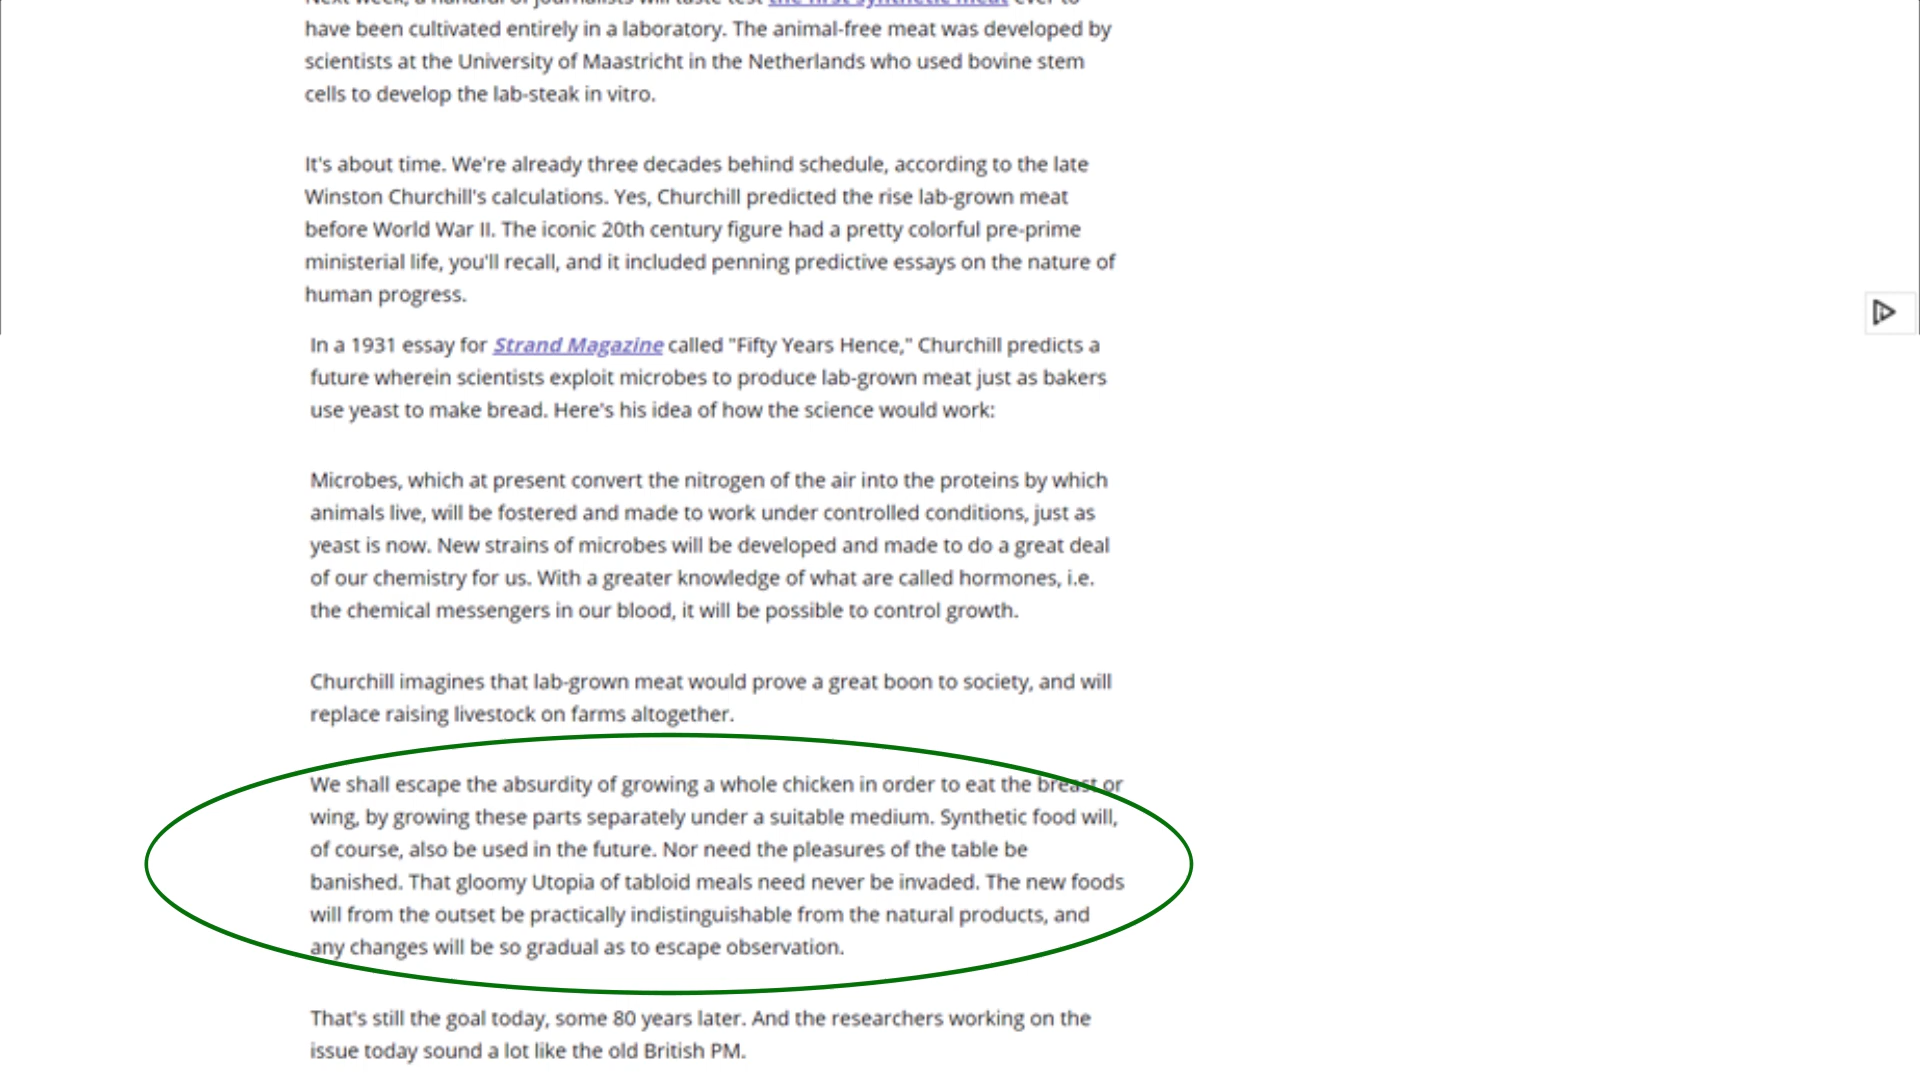 Next week, a handful of journalists will taste test the first synthetic meat ever to
have been cultivated entirely in a laboratory. The animal-free meat was developed by
scientists at the University of Maastricht in the Netherlands who used bovine stem
cells to develop the lab-steak in vitro.
It's about time. We're already three decades behind schedule, according to the late
Winston Churchill's calculations. Yes, Churchill predicted the rise lab-grown meat
before World War II. The iconic 20th century figure had a pretty colorful pre-prime
ministerial life, you'll recall, and it included penning predictive essays on the nature of
human progress.
In a 1931 essay for Strand Magazine called "Fifty Years Hence," Churchill predicts a
future wherein scientists exploit microbes to produce lab-grown meat just as bakers
use yeast to make bread. Here's his idea of how the science would work:
Microbes, which at present convert the nitrogen of the air into the proteins by which
animals live, will be fostered and made to work under controlled conditions, just as
yeast is now. New strains of microbes will be developed and made to do a great deal
of our chemistry for us. With a greater knowledge of what are called hormones, i.e.
the chemical messengers in our blood, it will be possible to control growth.
Churchill imagines that lab-grown meat would prove a great boon to society, and will
replace raising livestock on farms altogether.
We shall escape the absurdity of growing a whole chicken in order to eat the breast or
wing, by growing these parts separately under a suitable medium. Synthetic food will,
of course, also be used in the future. Nor need the pleasures of the table be
banished. That gloomy Utopia of tabloid meals need never be invaded. The new foods
will from the outset be practically indistinguishable from the natural products, and
any changes will be so gradual as to escape observation.
That's still the goal today, some 80 years later. And the researchers working on the
issue today sound a lot like the old British PM.